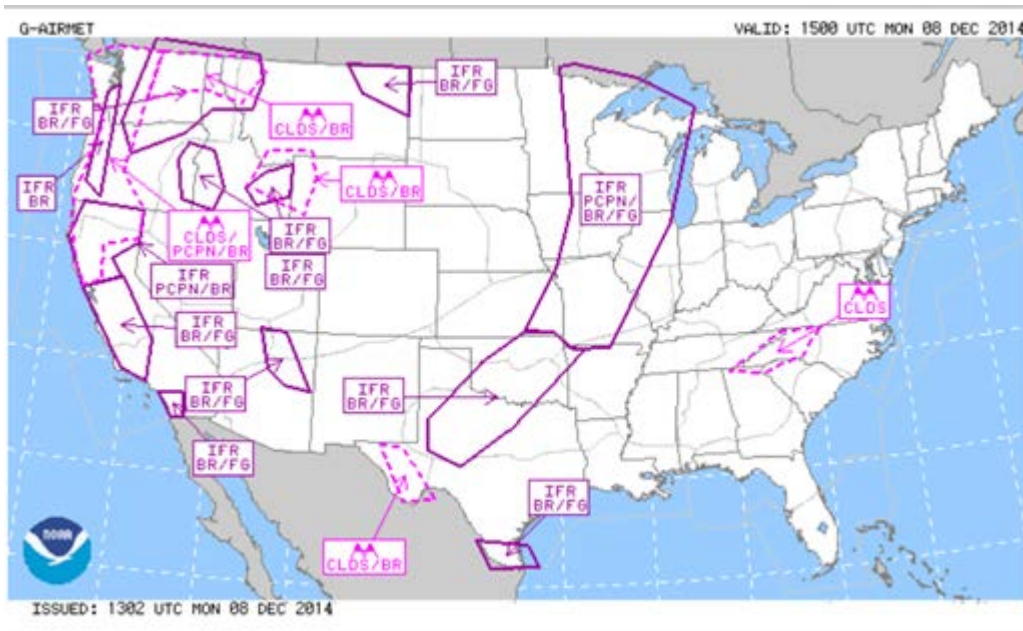 G-AIRMET
VALID: 1500 UTC MON 08 DEC 2014
IFR
BR/FG
IFR
BR/FG
CLDS/BR
IFR
BR
CLDS/BR
IFR
PCPN/
BR/FG
CLDS/
PCPN/BR
IFR
BR/FG
IFR
BR/FG
IFR
PCPN/BR
CLDS
IFR
BR/FG
IFR
BR/FG
IFR
BR/FG
IFR
BR/FG
IFR
BR/FG
CLDS/BR
NOAA
ISSUED: 1302 UTC MON 08 DEC 2014